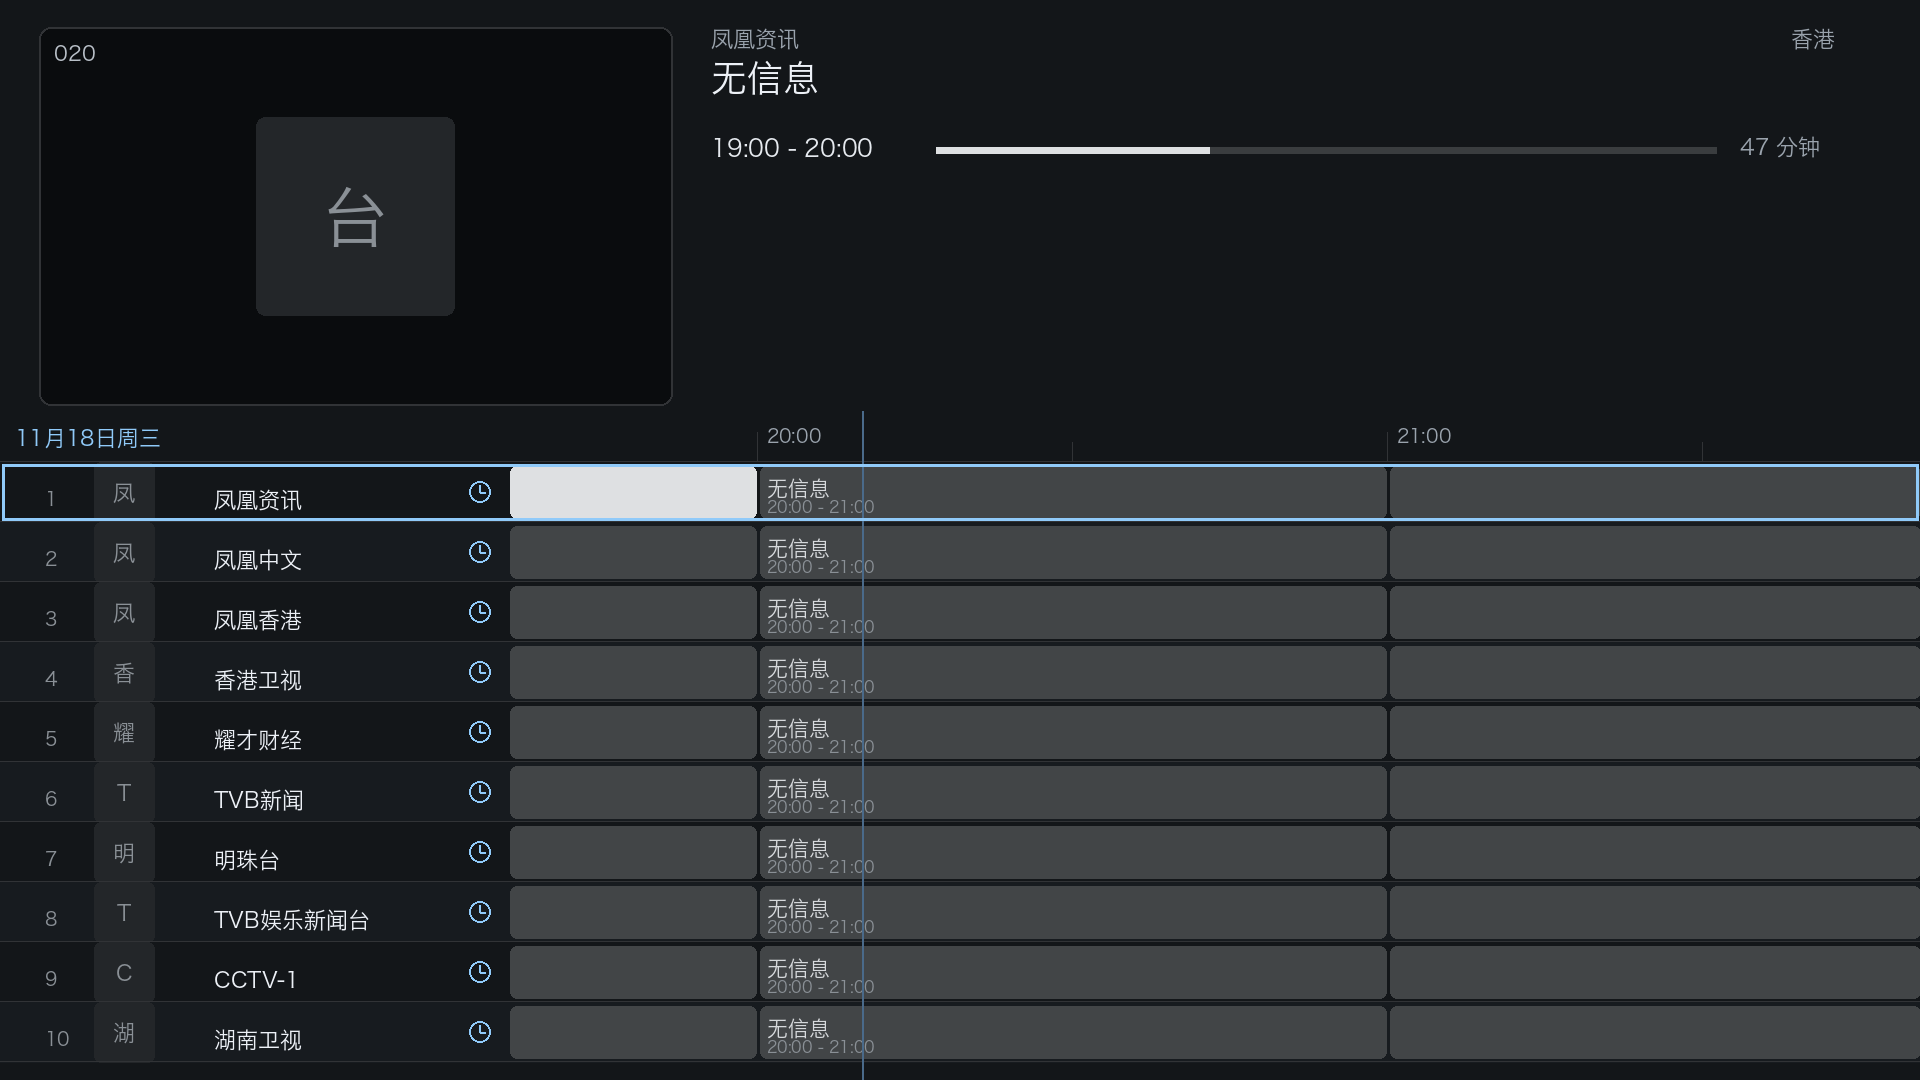 020
台
凤凰资讯
香港
无信息
19:00 - 20:00
47 分钟
11月18日周三
20:00
21:00
1
凤
凤凰资讯
无信息
20:00 - 21:00
2
凤
凤凰中文
无信息
20:00 - 21:00
3
凤
凤凰香港
无信息
20:00 - 21:00
4
香
香港卫视
无信息
20:00 - 21:00
5
耀
耀才财经
无信息
20:00 - 21:00
6
T
TVB新闻
无信息
20:00 - 21:00
7
明
明珠台
无信息
20:00 - 21:00
8
T
TVB娱乐新闻台
无信息
20:00 - 21:00
9
C
CCTV-1
无信息
20:00 - 21:00
10
湖
湖南卫视
无信息
20:00 - 21:00